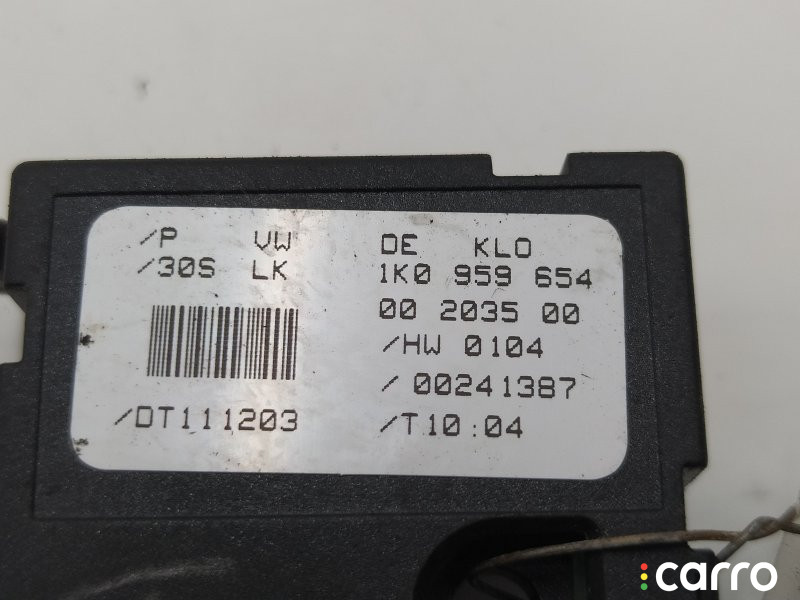 /P VW DE KLO
/30S LK 1K0 959 654
00 2035 00
/HW 0104
/00241387
/DT111203 /T10:04
carro